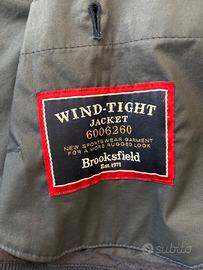 WIND-TIGHT
JACKET
6006260
NEW SPORTSWEAR GARMENT
FOR A MORE RUGGED LOOK
Brooksfield
Est. 1971
subito